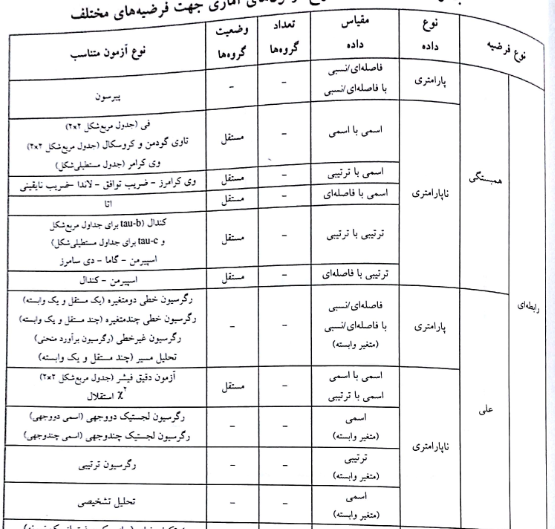 آماری جهت فرضیه‌های مختلف
نوع فرضیه
نوع داده
مقیاس داده
تعداد گروه‌ها
وضعیت گروه‌ها
نوع آزمون متناسب
رابطه‌ای
همبستگی
پارامتری
فاصله‌ای/نسبی
با فاصله‌ای/نسبی
-
-
پیرسون
ناپارامتری
اسمی با اسمی
-
مستقل
فی (جدول مربع‌شکل ۲×۲)
تاوی گودمن و کروسکال (جدول مربع‌شکل ۲×۲)
وی کرامر (جدول مستطیلی‌شکل)
اسمی با ترتیبی
-
مستقل
وی کرامرز - ضریب توافق - لاندا - ضریب نایقینی
اسمی با فاصله‌ای
-
مستقل
اتا
ترتیبی با ترتیبی
-
مستقل
کندال (tau-b برای جداول مربع‌شکل
و tau-c برای جداول مستطیلی‌شکل)
اسپیرمن - گاما - دی سامرز
ترتیبی با فاصله‌ای
-
مستقل
اسپیرمن - کندال
علی
پارامتری
فاصله‌ای/نسبی
با فاصله‌ای/نسبی
(متغیر وابسته)
-
-
رگرسیون خطی دومتغیره (یک مستقل و یک وابسته)
رگرسیون خطی چندمتغیره (چند مستقل و یک وابسته)
رگرسیون غیرخطی (رگرسیون برآورد منحنی)
تحلیل مسیر (چند مستقل و یک وابسته)
ناپارامتری
اسمی با اسمی
اسمی با ترتیبی
-
مستقل
آزمون دقیق فیشر (جدول مربع‌شکل ۲×۲)
χ² استقلال
اسمی
(متغیر وابسته)
-
-
رگرسیون لجستیک دووجهی (اسمی دووجهی)
رگرسیون لجستیک چندوجهی (اسمی چندوجهی)
ترتیبی
(متغیر وابسته)
-
-
رگرسیون ترتیبی
اسمی
(متغیر وابسته)
-
-
تحلیل تشخیصی